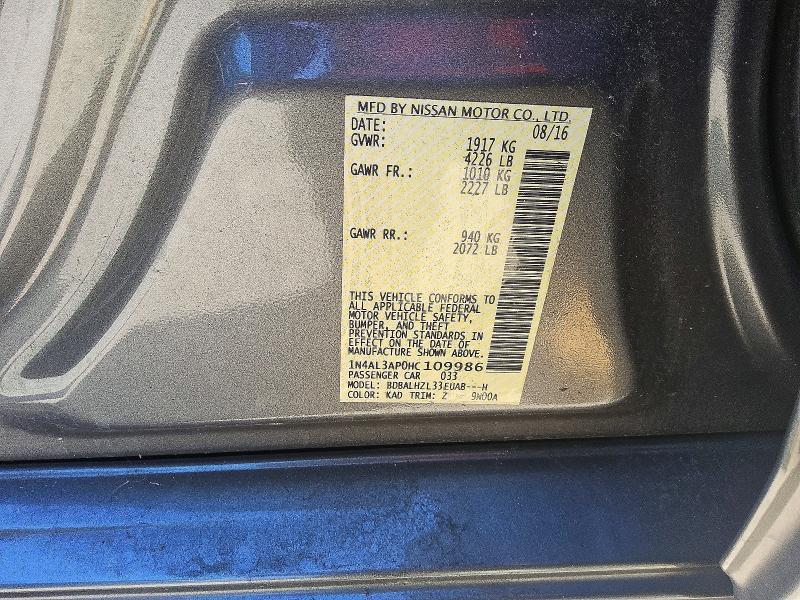 MFD BY NISSAN MOTOR CO., LTD.
DATE: 08/16
GVWR: 1917 KG
4226 LB
GAWR FR.: 1010 KG
2227 LB
GAWR RR.: 940 KG
2072 LB
THIS VEHICLE CONFORMS TO
ALL APPLICABLE FEDERAL
MOTOR VEHICLE SAFETY,
BUMPER, AND THEFT
PREVENTION STANDARDS IN
EFFECT ON THE DATE OF
MANUFACTURE SHOWN ABOVE.
1N4AL3AP0HC 109986
PASSENGER CAR 033
MODEL: BDBALHZL33EUAB---H
COLOR: KAD TRIM: Z 9N00A